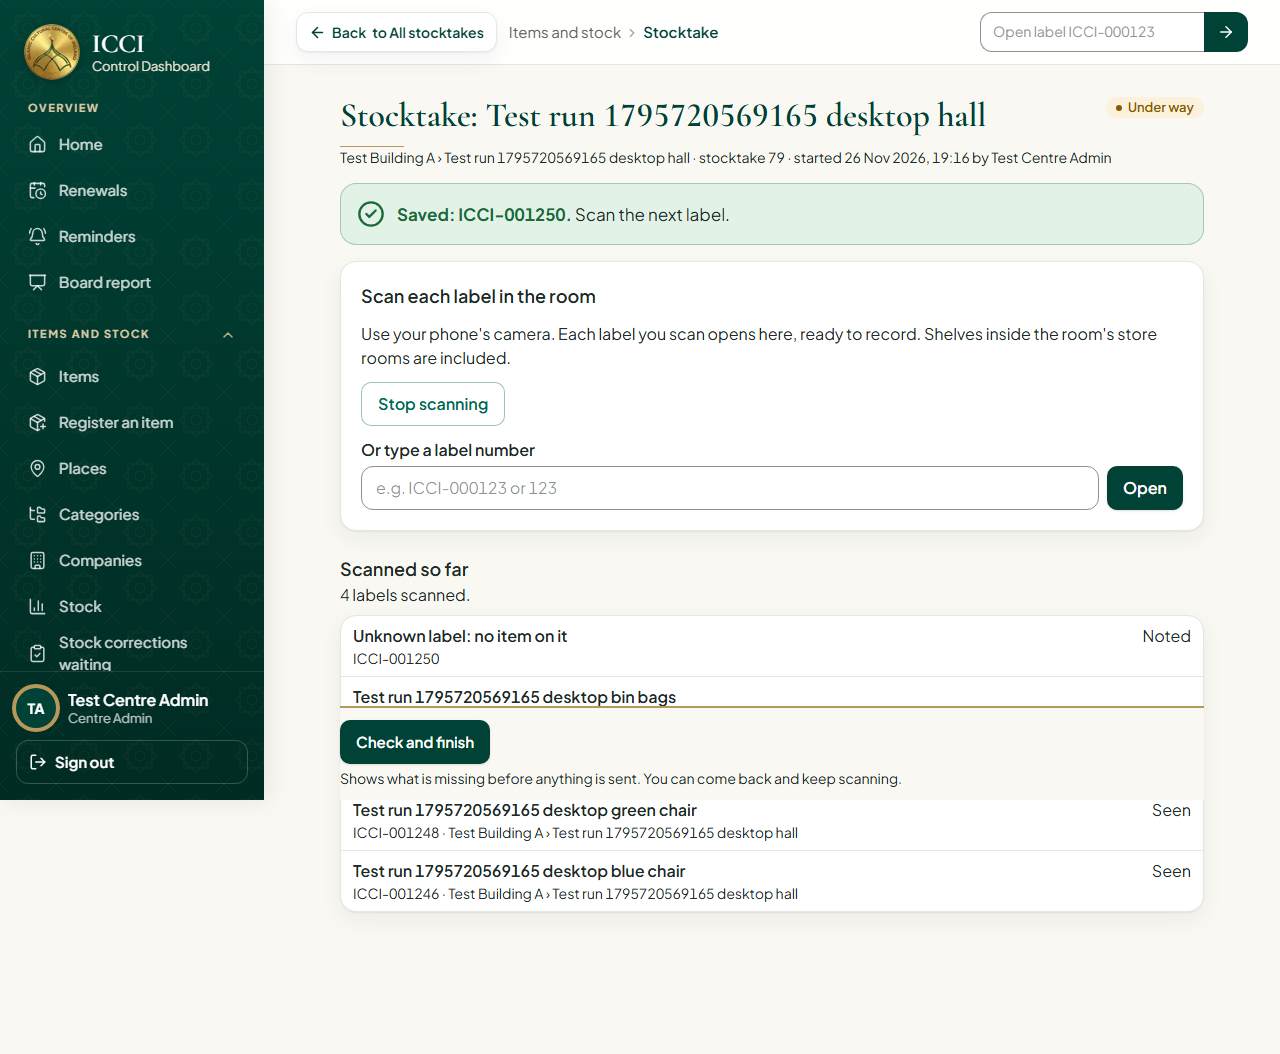 ICCI
Control Dashboard
OVERVIEW
Home
Renewals
Reminders
Board report
ITEMS AND STOCK
Items
Register an item
Places
Categories
Companies
Stock
Stock corrections
waiting
TA
Test Centre Admin
Centre Admin
Sign out
Back to All stocktakes
Items and stock › Stocktake
Open label ICCI-000123
Stocktake: Test run 1795720569165 desktop hall
Under way
Test Building A › Test run 1795720569165 desktop hall · stocktake 79 · started 26 Nov 2026, 19:16 by Test Centre Admin
Saved: ICCI-001250. Scan the next label.
Scan each label in the room
Use your phone's camera. Each label you scan opens here, ready to record. Shelves inside the room's store
rooms are included.
Stop scanning
Or type a label number
e.g. ICCI-000123 or 123
Open
Scanned so far
4 labels scanned.
Unknown label: no item on it
Noted
ICCI-001250
Test run 1795720569165 desktop bin bags
Check and finish
Shows what is missing before anything is sent. You can come back and keep scanning.
Test run 1795720569165 desktop green chair
Seen
ICCI-001248 · Test Building A › Test run 1795720569165 desktop hall
Test run 1795720569165 desktop blue chair
Seen
ICCI-001246 · Test Building A › Test run 1795720569165 desktop hall